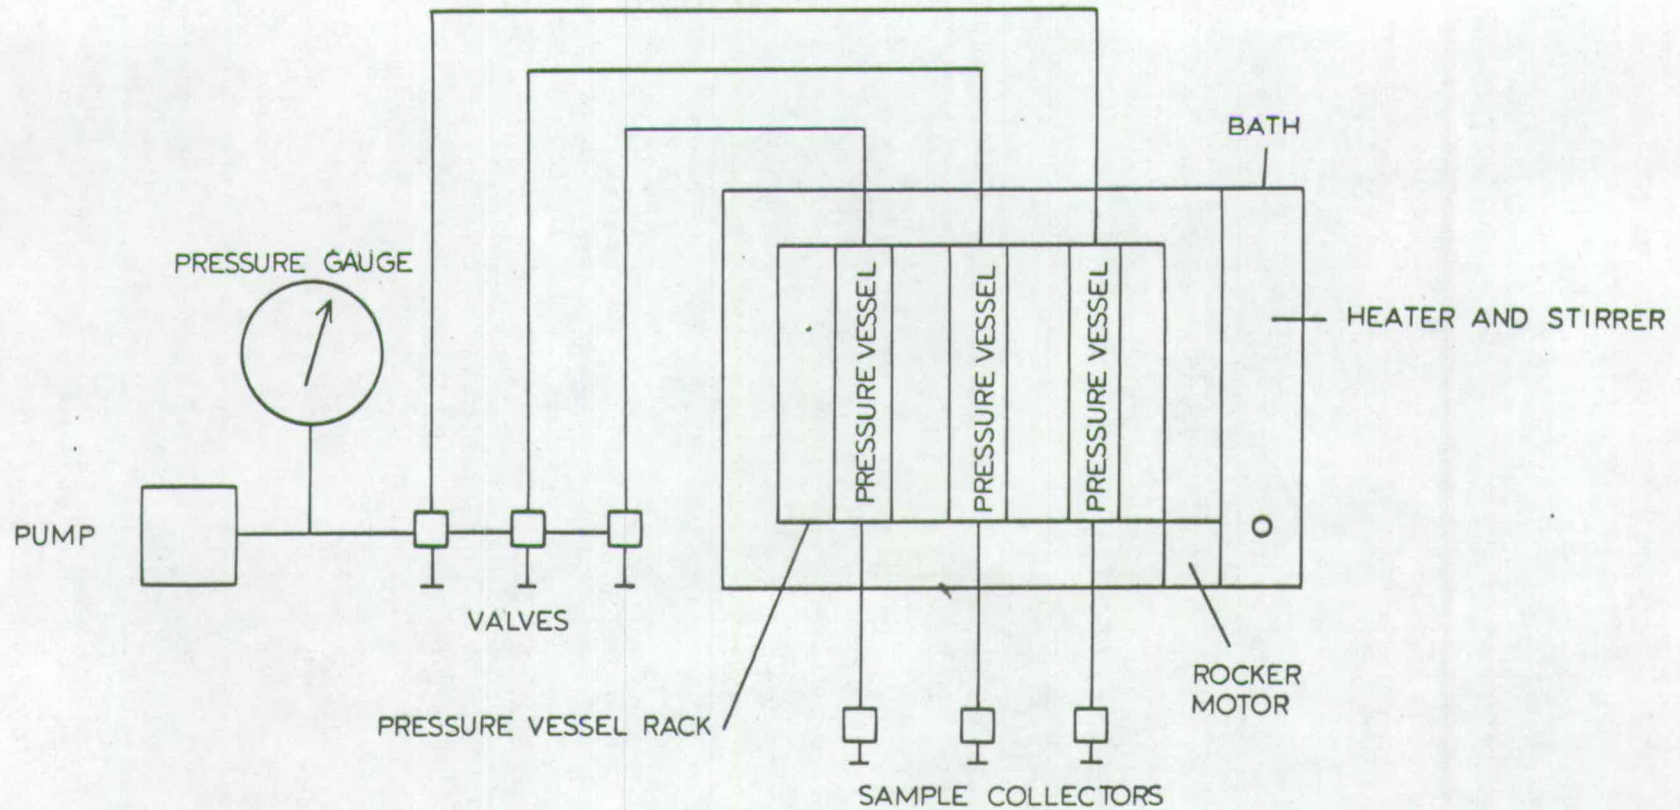 BATH
PRESSURE GAUGE
HEATER AND STIRRER
PRESSURE VESSEL
PRESSURE VESSEL
PRESSURE VESSEL
PUMP
VALVES
ROCKER
MOTOR
PRESSURE VESSEL RACK
SAMPLE COLLECTORS